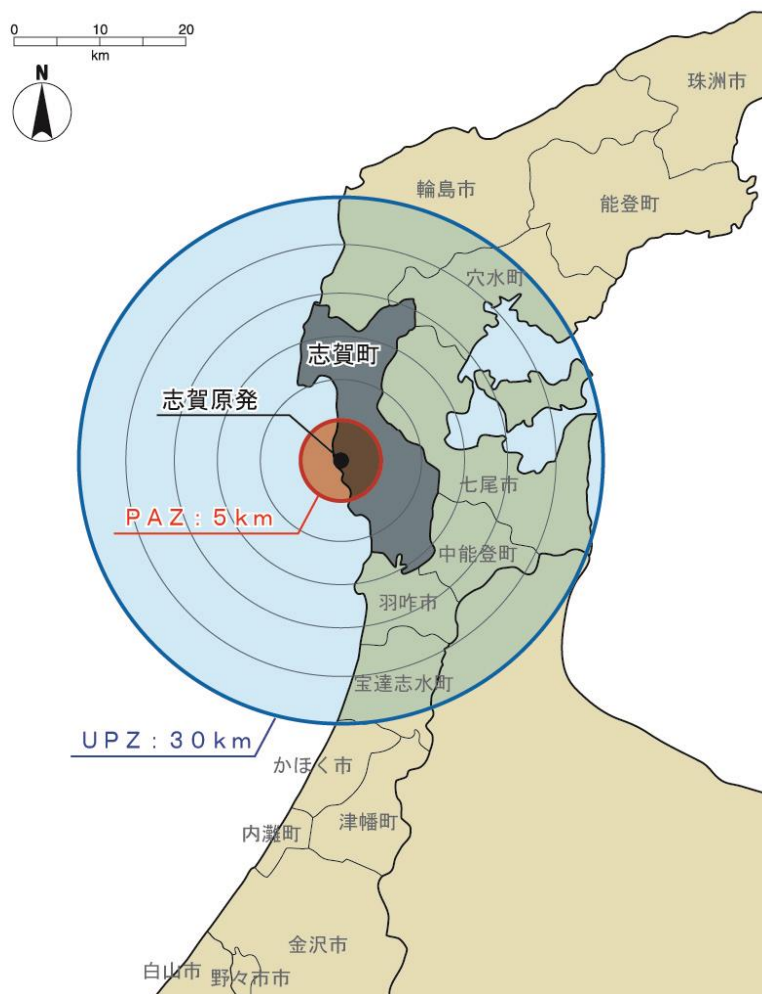 0 10 20
km
N
珠洲市
輪島市
能登町
穴水町
志賀町
志賀原発
七尾市
PAZ：5km
中能登町
羽咋市
宝達志水町
UPZ：30km
かほく市
内灘町
津幡町
金沢市
白山市
野々市市